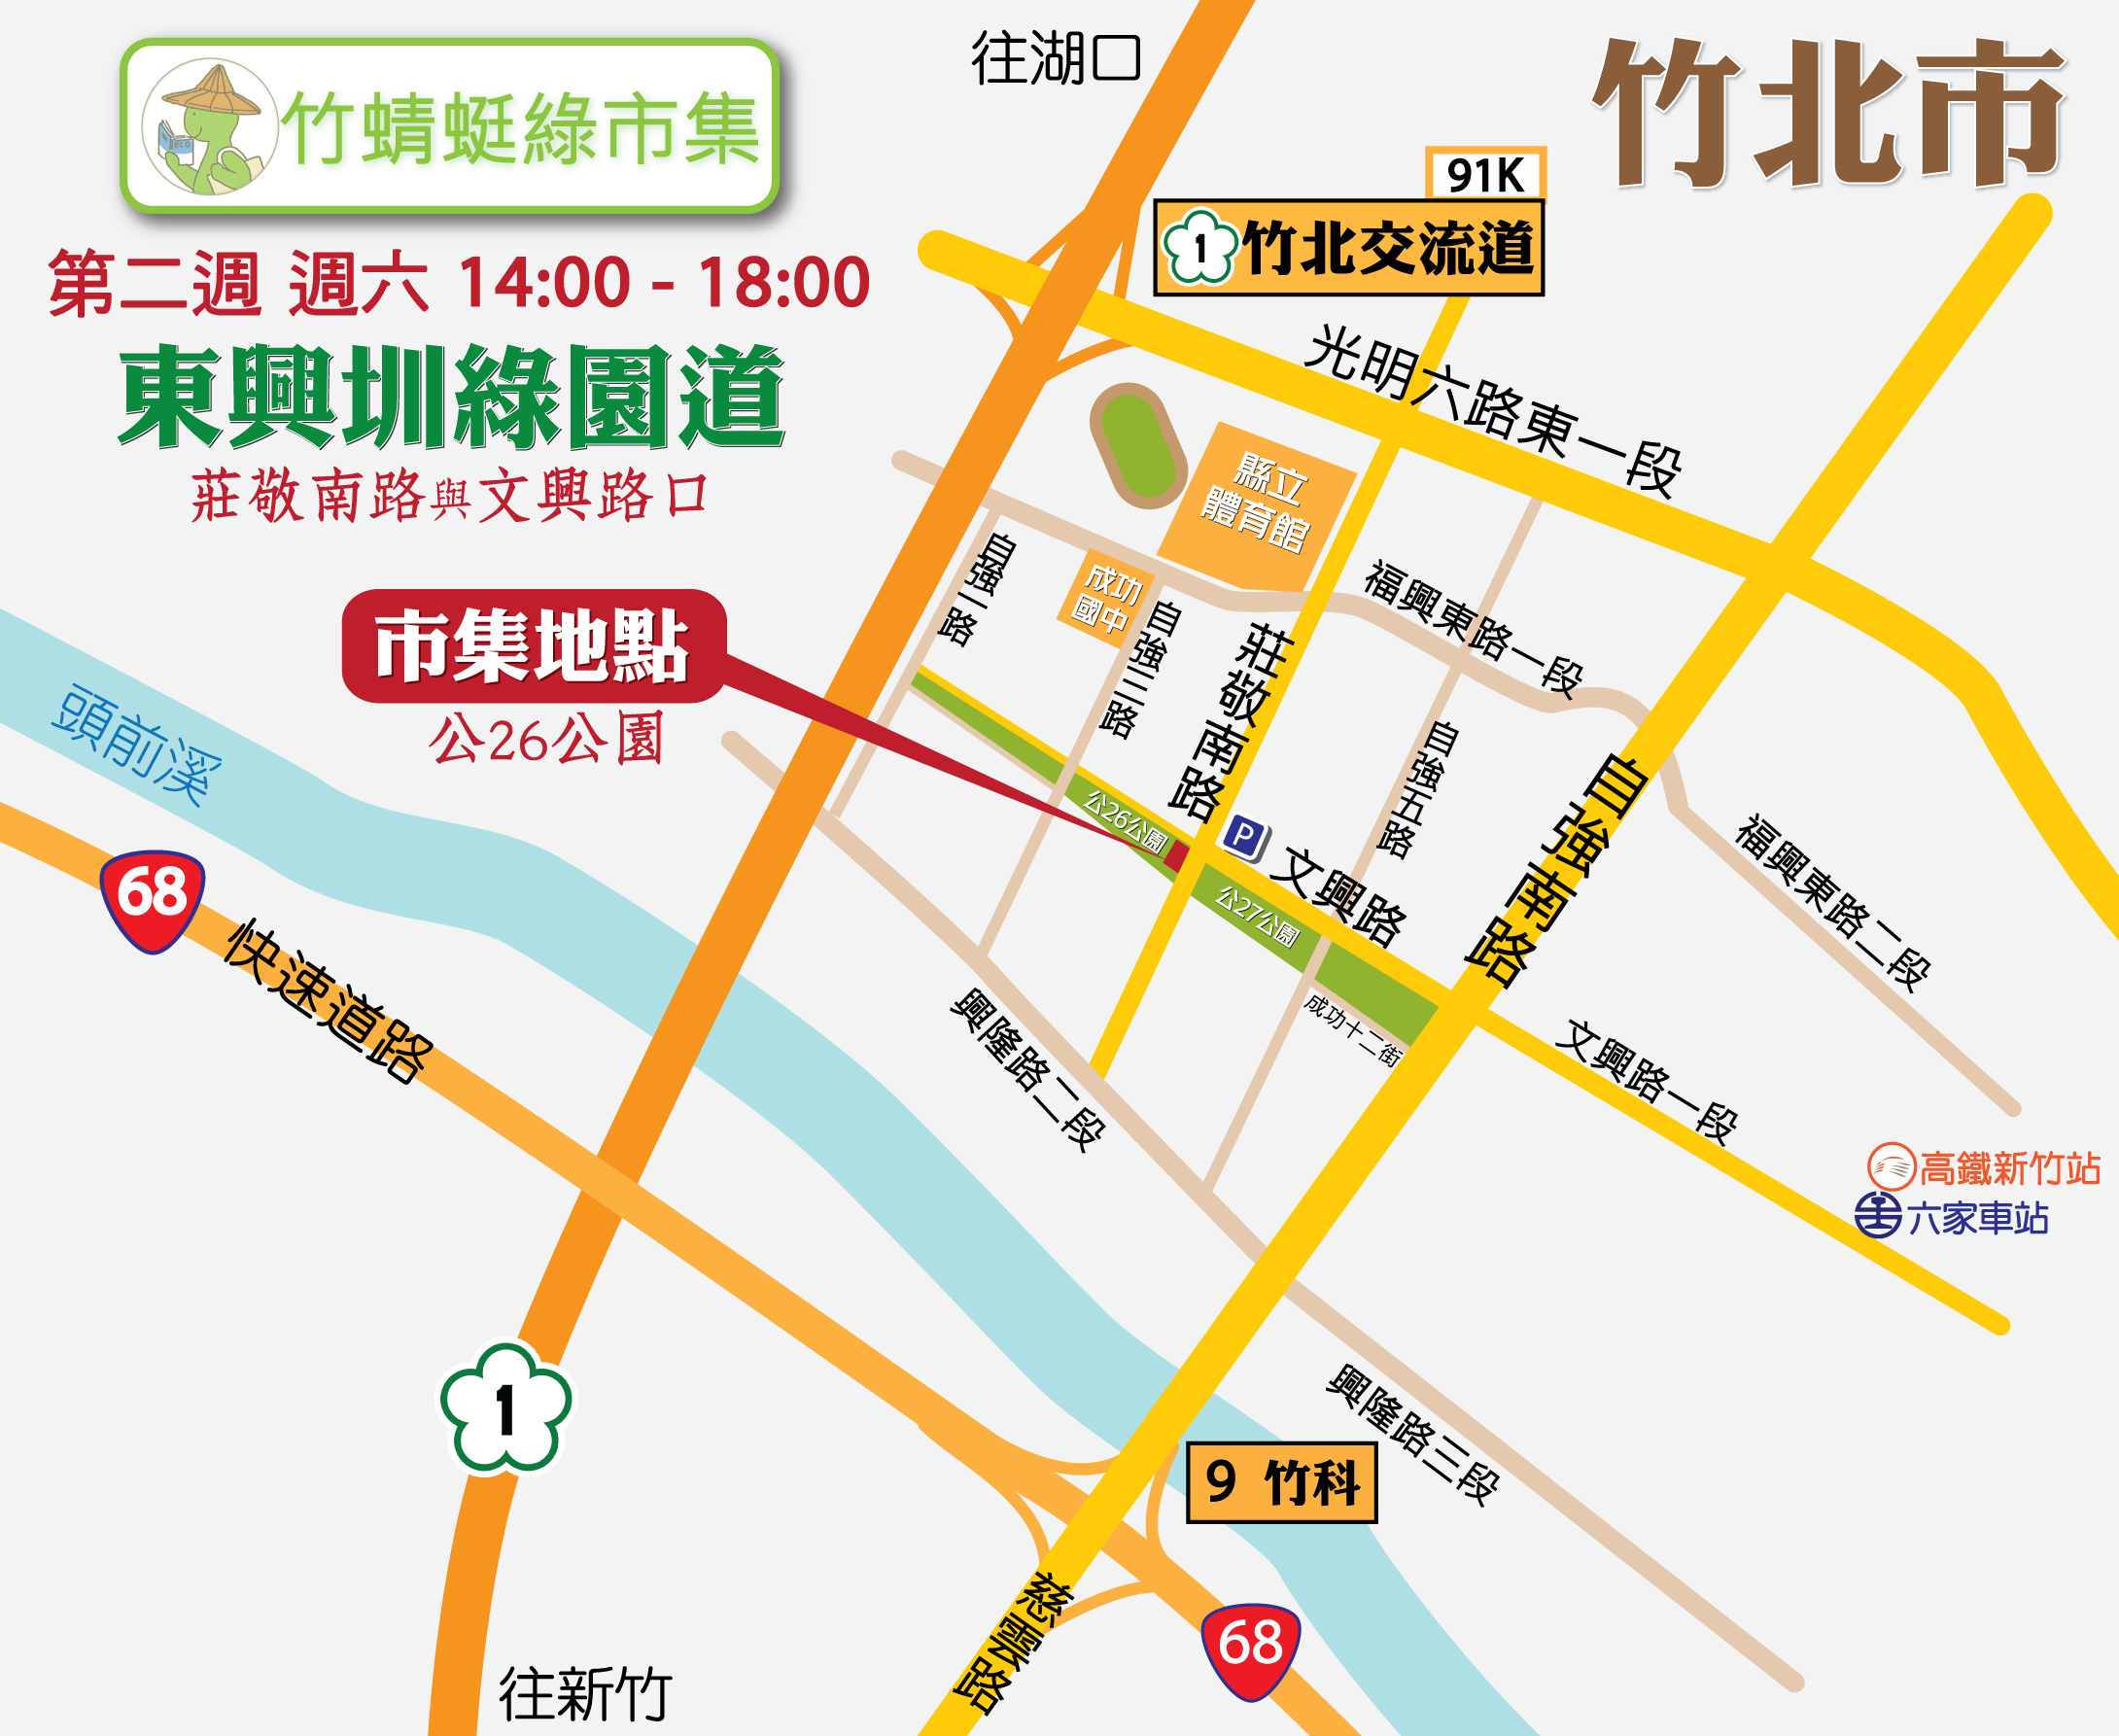 往湖口
竹北市
ECO
竹蜻蜓綠市集
91K
1
竹北交流道
第二週 週六 14:00 - 18:00
東興圳綠園道
莊敬南路與文興路口
光明六路東一段
縣立
體育館
自強一路
成功
國中
自強三路
福興東路一段
市集地點
公26公園
莊敬南路
頭前溪
自強五路
自強南路
公26公園
P
文興路
公27公園
福興東路二段
68
快速道路
興隆路二段
成功十二街
文興路一段
高鐵新竹站
六家車站
1
興隆路三段
9 竹科
慈雲路
68
往新竹